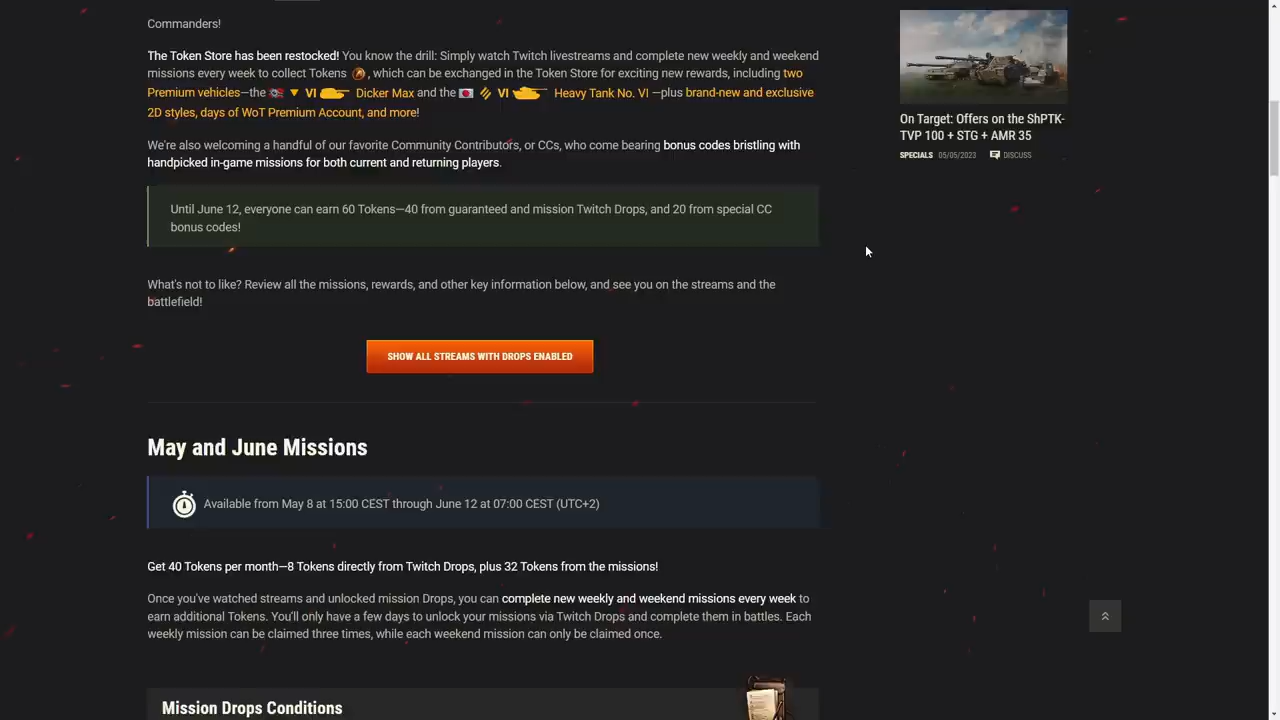 Commanders!
The Token Store has been restocked! You know the drill: Simply watch Twitch livestreams and complete new weekly and weekend
missions every week to collect Tokens , which can be exchanged in the Token Store for exciting new rewards, including two
Premium vehicles—the VI Dicker Max and the VI Heavy Tank No. VI —plus brand-new and exclusive
2D styles, days of WoT Premium Account, and more!
We're also welcoming a handful of our favorite Community Contributors, or CCs, who come bearing bonus codes bristling with
handpicked in-game missions for both current and returning players.
Until June 12, everyone can earn 60 Tokens—40 from guaranteed and mission Twitch Drops, and 20 from special CC
bonus codes!
What's not to like? Review all the missions, rewards, and other key information below, and see you on the streams and the
battlefield!
SHOW ALL STREAMS WITH DROPS ENABLED
May and June Missions
Available from May 8 at 15:00 CEST through June 12 at 07:00 CEST (UTC+2)
Get 40 Tokens per month—8 Tokens directly from Twitch Drops, plus 32 Tokens from the missions!
Once you've watched streams and unlocked mission Drops, you can complete new weekly and weekend missions every week to
earn additional Tokens. You'll only have a few days to unlock your missions via Twitch Drops and complete them in battles. Each
weekly mission can be claimed three times, while each weekend mission can only be claimed once.
Mission Drops Conditions
On Target: Offers on the ShPTK-
TVP 100 + STG + AMR 35
SPECIALS 05/05/2023 DISCUSS